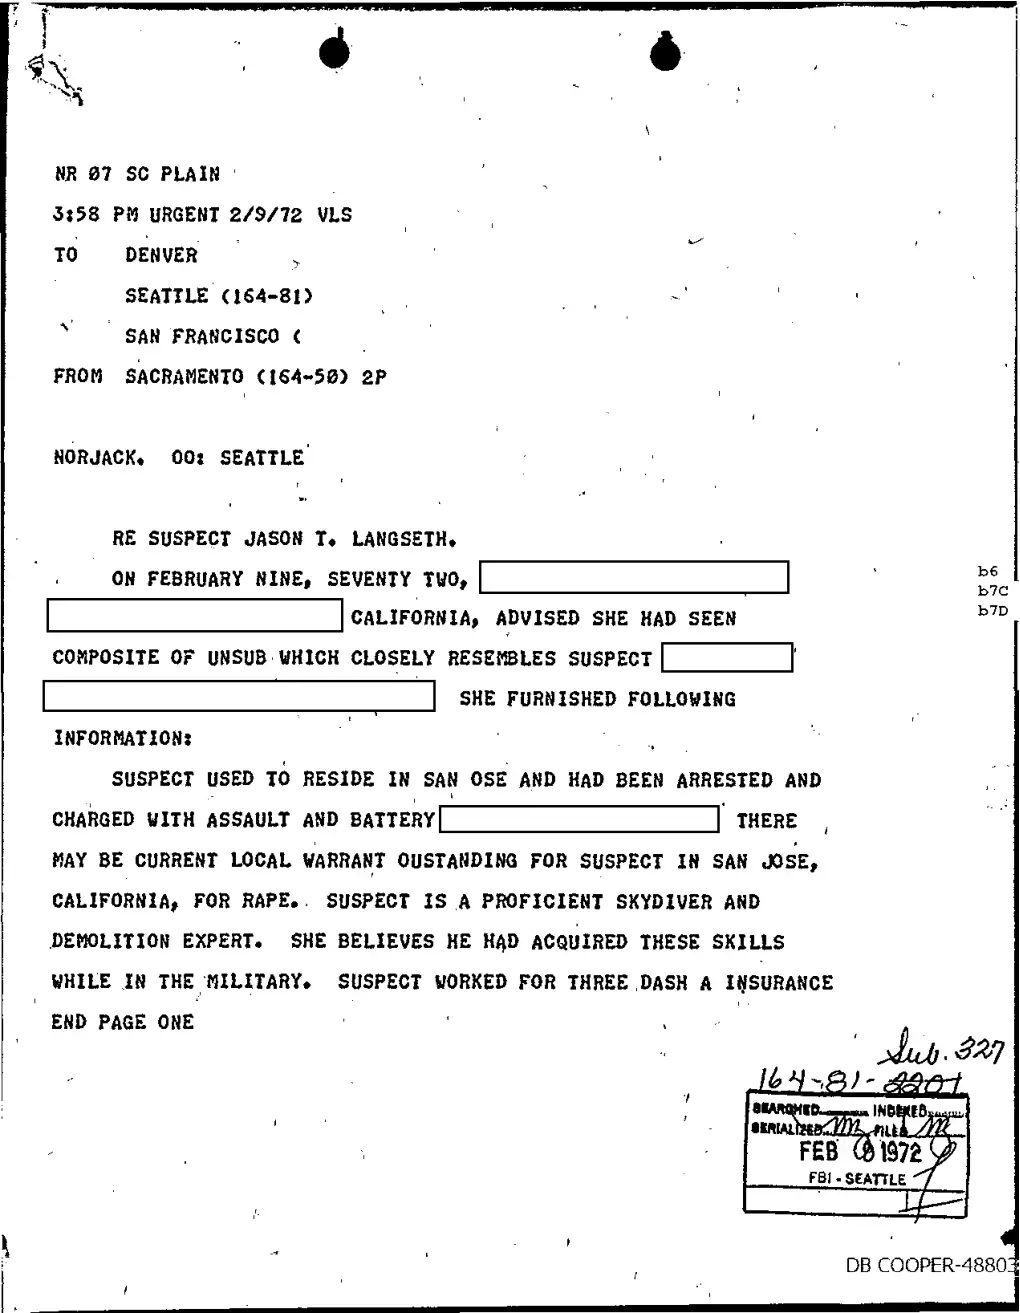 NR 07 SC PLAIN
3:58 PM URGENT 2/9/72 VLS
TO DENVER
SEATTLE (164-81)
SAN FRANCISCO (
FROM SACRAMENTO (164-50) 2P
NORJACK. OO: SEATTLE
RE SUSPECT JASON T. LANGSETH.
ON FEBRUARY NINE, SEVENTY TWO,
b6
b7C
CALIFORNIA, ADVISED SHE HAD SEEN
b7D
COMPOSITE OF UNSUB WHICH CLOSELY RESEMBLES SUSPECT
SHE FURNISHED FOLLOWING
INFORMATION:
SUSPECT USED TO RESIDE IN SAN OSE AND HAD BEEN ARRESTED AND
CHARGED WITH ASSAULT AND BATTERY THERE
MAY BE CURRENT LOCAL WARRANT OUSTANDING FOR SUSPECT IN SAN JOSE,
CALIFORNIA, FOR RAPE. SUSPECT IS A PROFICIENT SKYDIVER AND
DEMOLITION EXPERT. SHE BELIEVES HE HAD ACQUIRED THESE SKILLS
WHILE IN THE MILITARY. SUSPECT WORKED FOR THREE DASH A INSURANCE
END PAGE ONE
Sub. 327
164-81-2201
SEARCHED INDEXED
SERIALIZED FILED
FEB 1972
FBI - SEATTLE
DB COOPER-48803